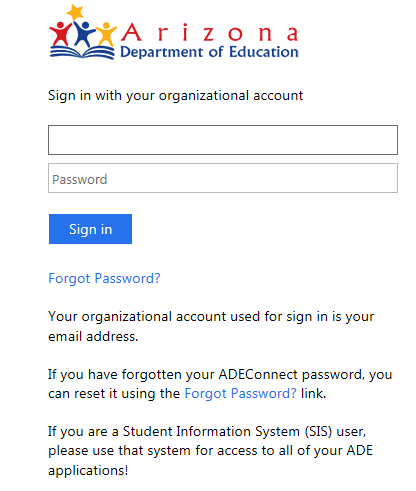 Arizona
Department of Education
Sign in with your organizational account
Password
Sign in
Forgot Password?
Your organizational account used for sign in is your
email address.
If you have forgotten your ADEConnect password, you
can reset it using the Forgot Password? link.
If you are a Student Information System (SIS) user,
please use that system for access to all of your ADE
applications!